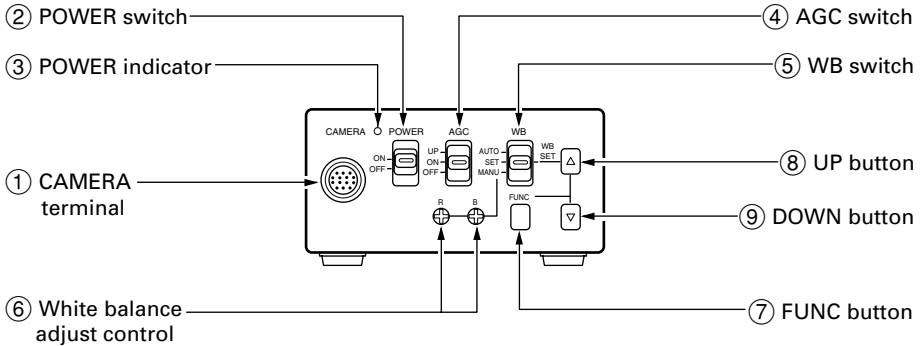 ② POWER switch
④ AGC switch
③ POWER indicator
⑤ WB switch
CAMERA POWER AGC WB
ON
OFF
UP
ON
OFF
AUTO
SET
MANU
WB
SET
① CAMERA
terminal
⑧ UP button
R B FUNC
⑨ DOWN button
⑥ White balance
adjust control
⑦ FUNC button